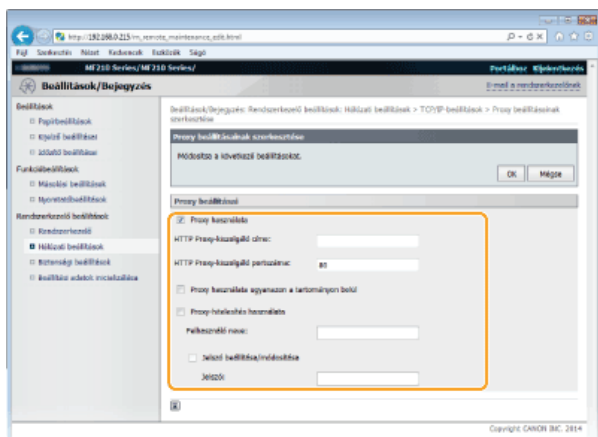 http://192.168.0.215/m_remote_maintenance_edit.html
Fájl Szerkesztés Nézet Kedvencek Eszközök Súgó
MF210 Series/MF210 Series/
Portálhoz Kijelentkezés
Beállítások/Bejegyzés
E-mail a rendszerkezelőnek
Beállítások
Papírbeállítások
Kijelző beállításai
Időzítő beállításai
Funkcióbeállítások
Másolási beállítások
Nyomtatóbeállítások
Rendszerkezelő beállítások
Rendszerkezelő
Hálózati beállítások
Biztonsági beállítások
Beállítási adatok inicializálása
Beállítás/Bejegyzés: Rendszerkezelő beállítások: Hálózati beállítások > TCP/IP-beállítások > Proxy beállításainak
szerkesztése
Proxy beállításainak szerkesztése
Módosítsa a következő beállításokat.
OK Mégse
Proxy beállításai
Proxy használata
HTTP Proxy-kiszolgáló címe:
HTTP Proxy-kiszolgáló portszáma: 80
Proxy használata ugyanazon a tartományon belül
Proxy-hitelesítés használata
Felhasználó neve:
Jelszó beállítása/módosítása
Jelszó:
Copyright CANON INC. 2014